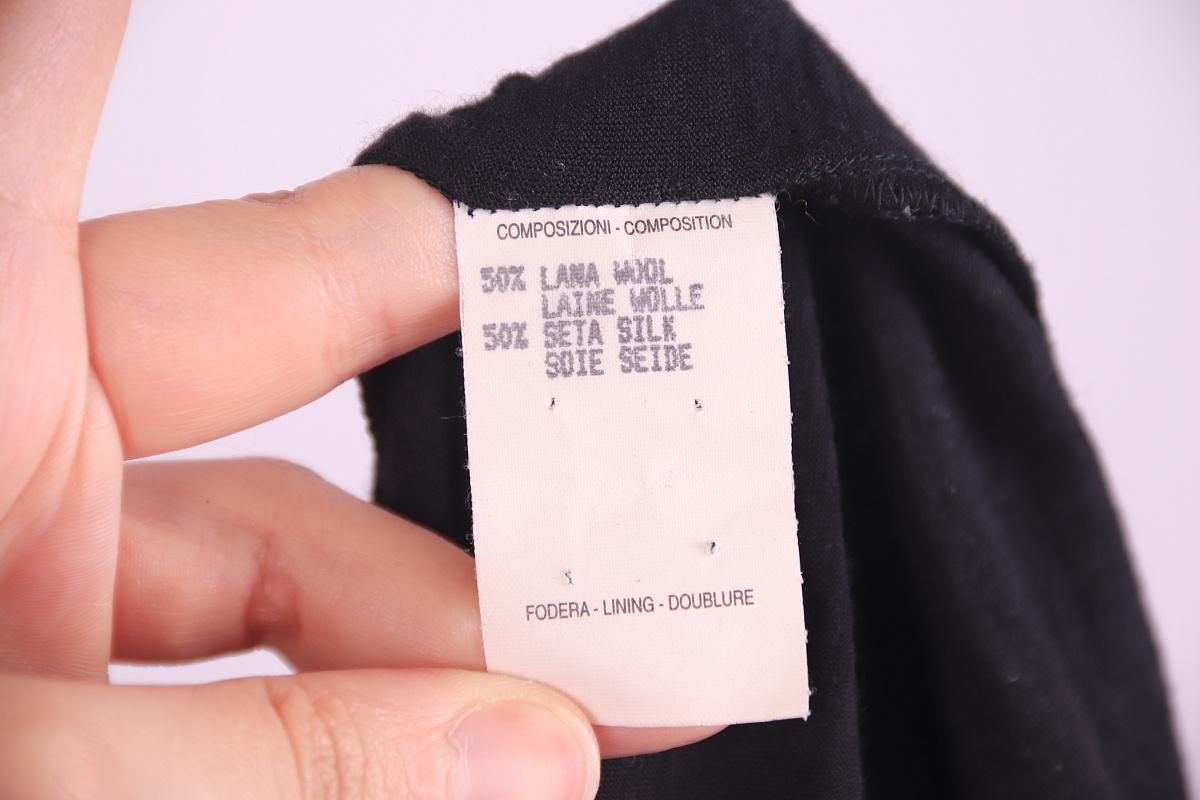 COMPOSIZIONI - COMPOSITION
50% LANA WOOL
LAINE WOLLE
50% SETA SILK
SOIE SEIDE
FODERA - LINING - DOUBLURE